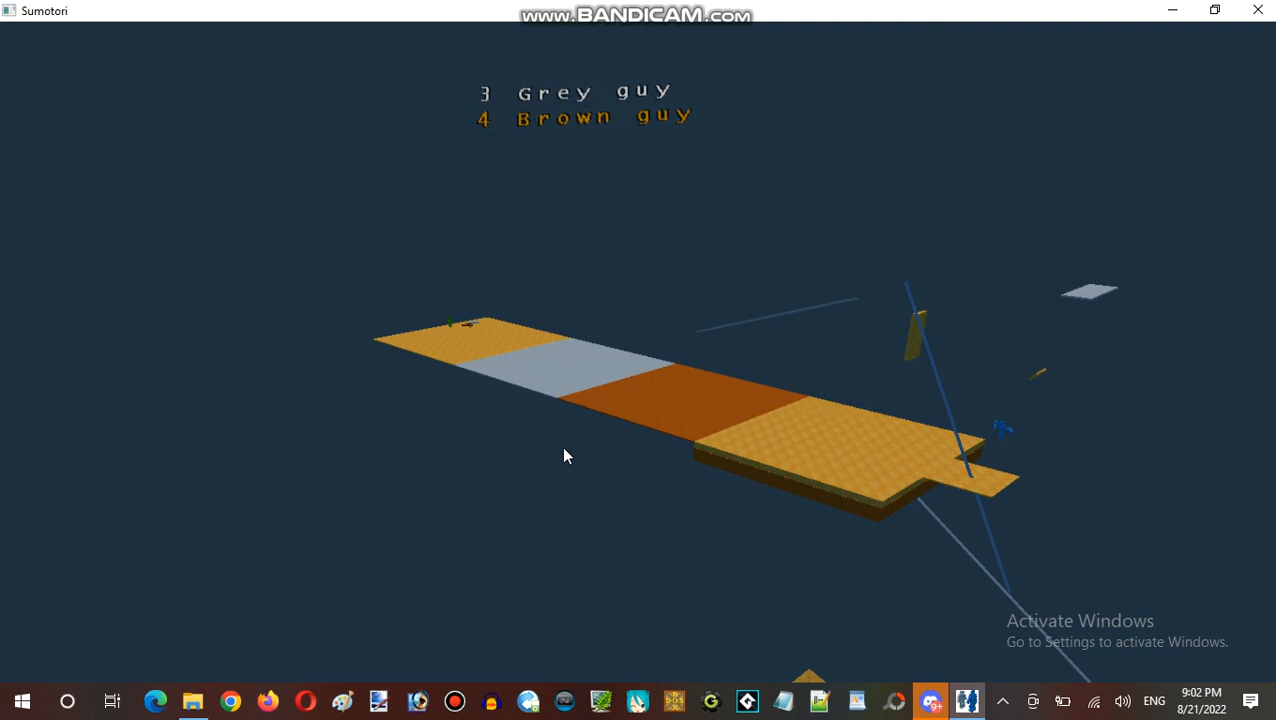 Sumotori
www.BANDICAM.com
3 Grey guy
4 Brown guy
Activate Windows
Go to Settings to activate Windows.
9+
ENG
9:02 PM
8/21/2022